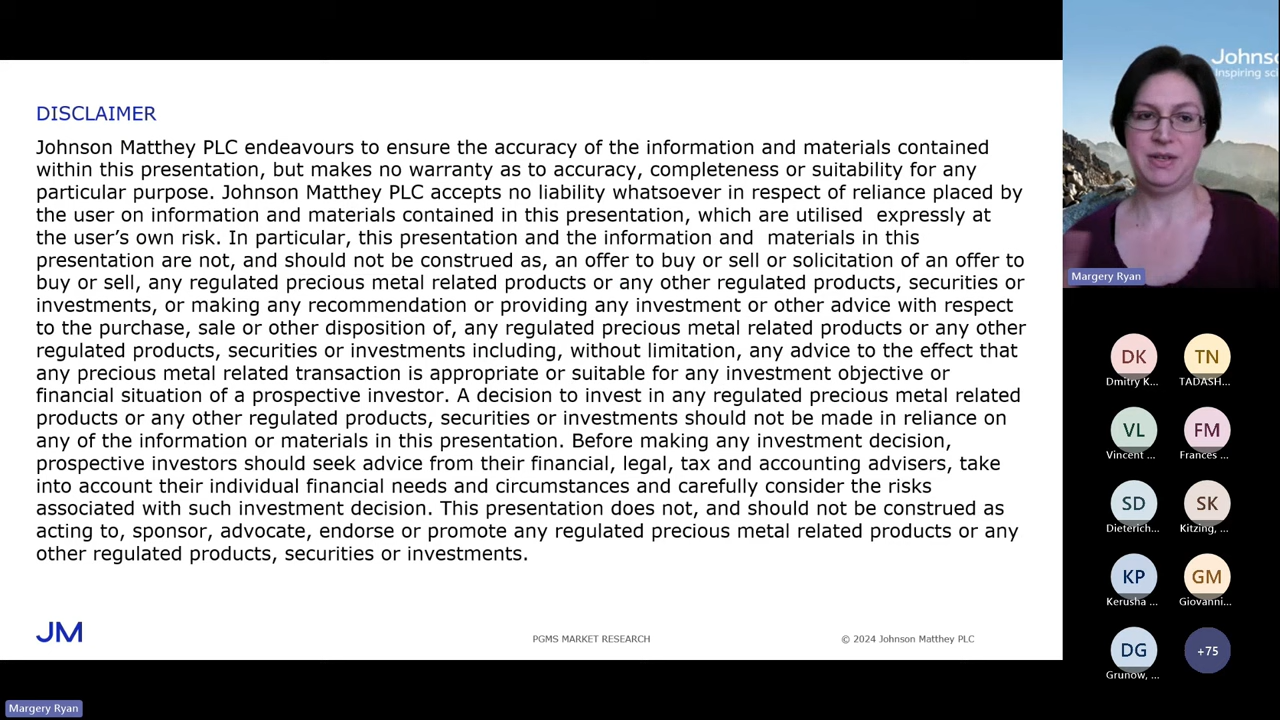 DISCLAIMER
Johnson Matthey PLC endeavours to ensure the accuracy of the information and materials contained
within this presentation, but makes no warranty as to accuracy, completeness or suitability for any
particular purpose. Johnson Matthey PLC accepts no liability whatsoever in respect of reliance placed by
the user on information and materials contained in this presentation, which are utilised  expressly at
the user’s own risk. In particular, this presentation and the information and  materials in this
presentation are not, and should not be construed as, an offer to buy or sell or solicitation of an offer to
buy or sell, any regulated precious metal related products or any other regulated products, securities or
investments, or making any recommendation or providing any investment or other advice with respect
to the purchase, sale or other disposition of, any regulated precious metal related products or any other
regulated products, securities or investments including, without limitation, any advice to the effect that
any precious metal related transaction is appropriate or suitable for any investment objective or
financial situation of a prospective investor. A decision to invest in any regulated precious metal related
products or any other regulated products, securities or investments should not be made in reliance on
any of the information or materials in this presentation. Before making any investment decision,
prospective investors should seek advice from their financial, legal, tax and accounting advisers, take
into account their individual financial needs and circumstances and carefully consider the risks
associated with such investment decision. This presentation does not, and should not be construed as
acting to, sponsor, advocate, endorse or promote any regulated precious metal related products or any
other regulated products, securities or investments.
JM
PGMS MARKET RESEARCH
© 2024 Johnson Matthey PLC
Johnso
Inspiring sci
Margery Ryan
DK
TN
Dmitry K...
TADASH...
VL
FM
Vincent ...
Frances ...
SD
SK
Dieterich...
Kitzing, ...
KP
GM
Kerusha ...
Giovanni...
DG
+75
Grunow, ...
Margery Ryan